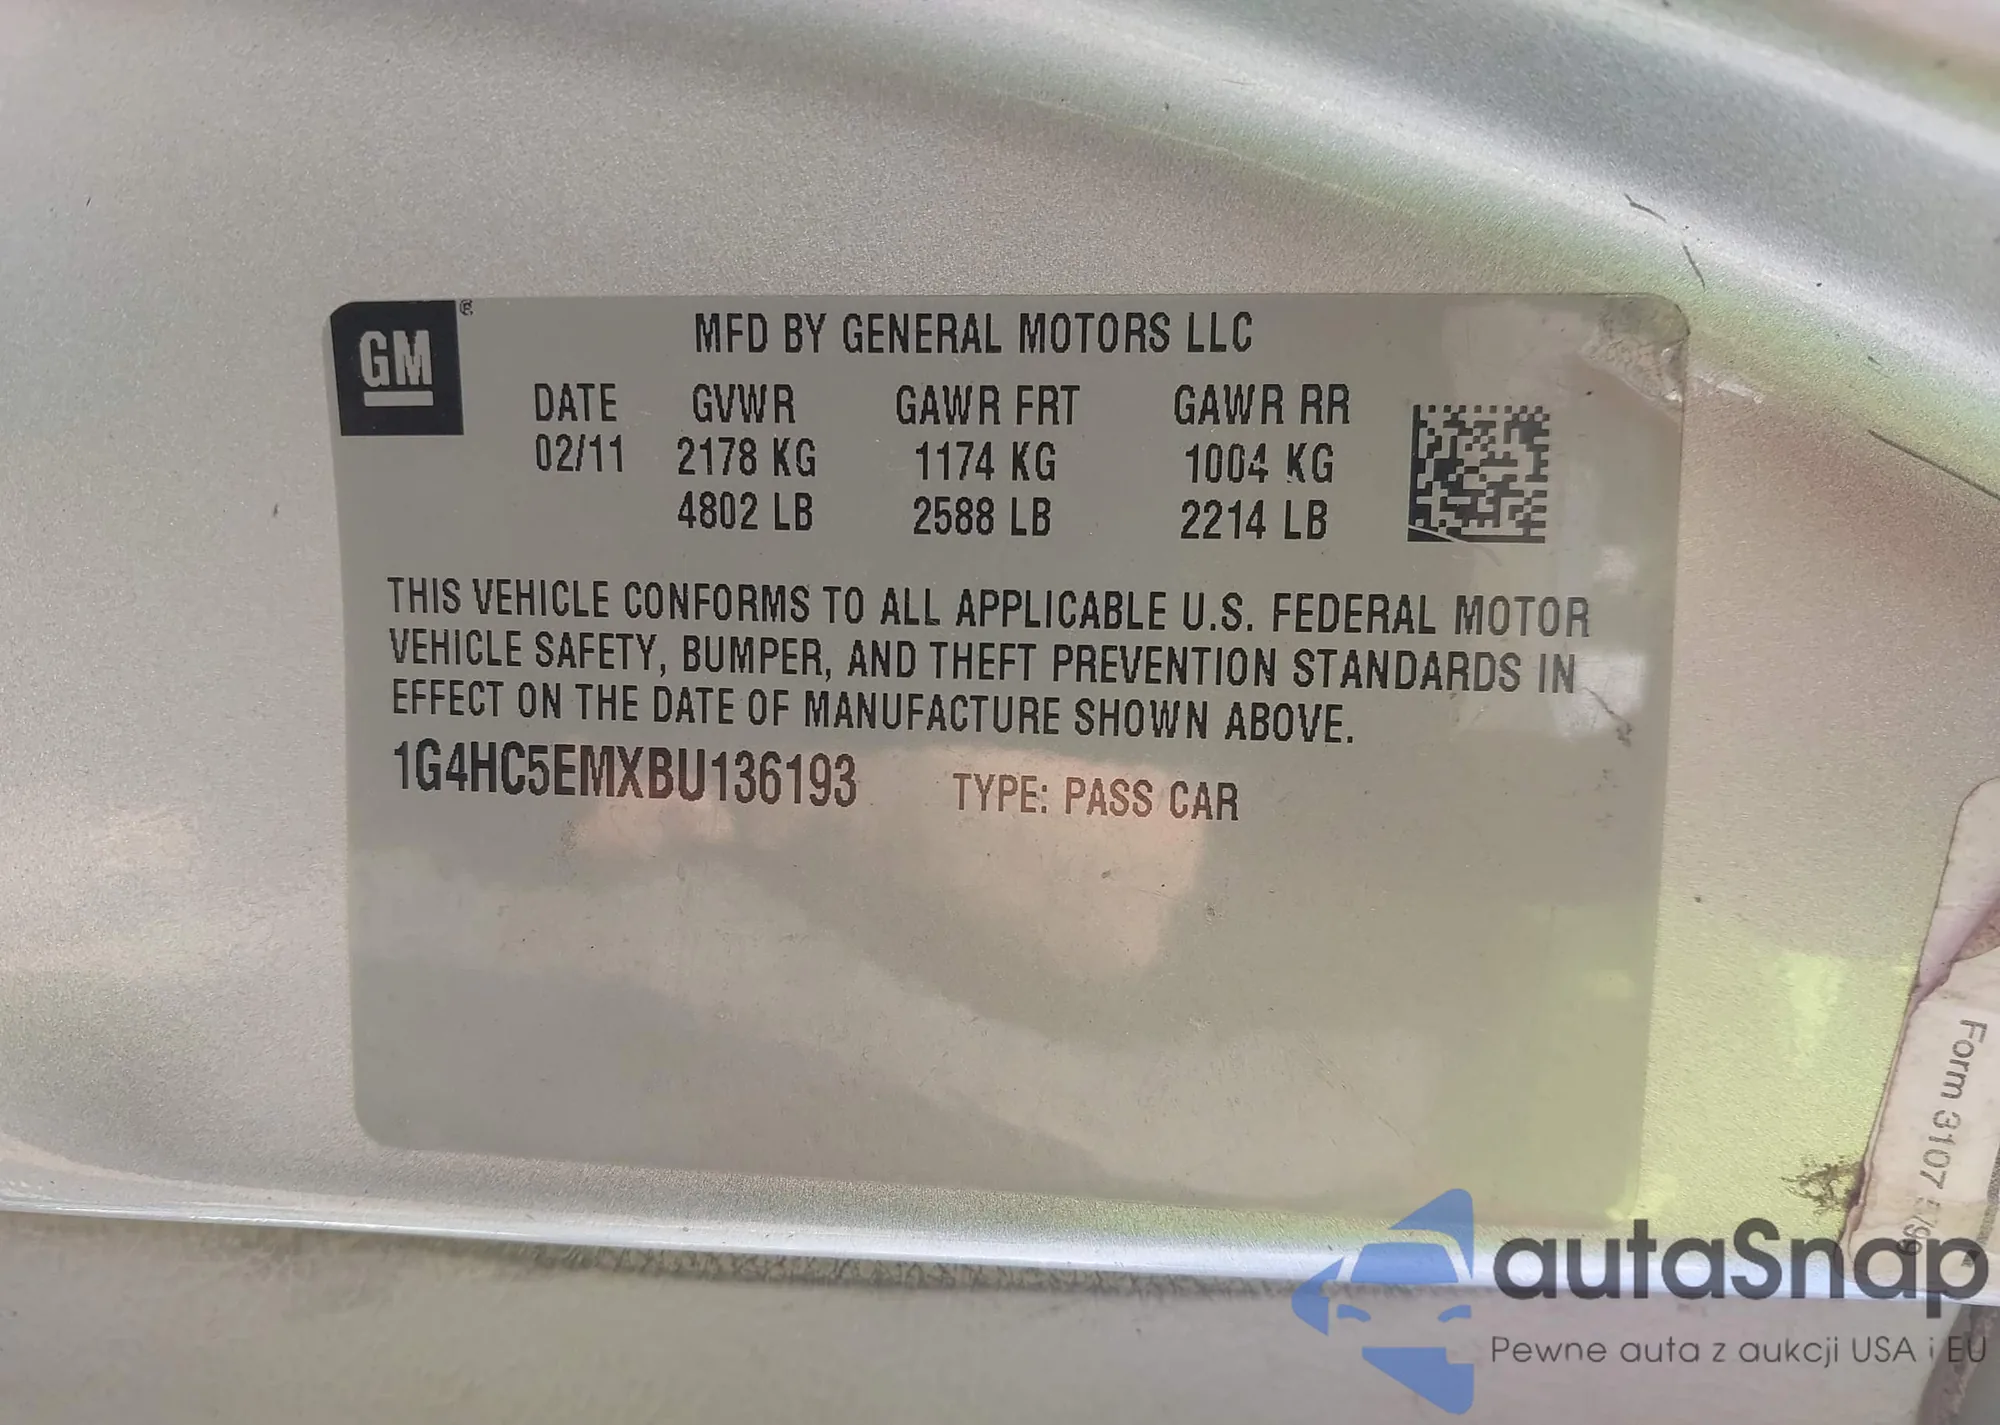 GM ®
MFD BY GENERAL MOTORS LLC
DATE GVWR GAWR FRT GAWR RR
02/11 2178 KG 1174 KG 1004 KG
4802 LB 2588 LB 2214 LB
THIS VEHICLE CONFORMS TO ALL APPLICABLE U.S. FEDERAL MOTOR
VEHICLE SAFETY, BUMPER, AND THEFT PREVENTION STANDARDS IN
EFFECT ON THE DATE OF MANUFACTURE SHOWN ABOVE.
1G4HC5EMXBU136193 TYPE: PASS CAR
Form 3107
autaSnap
Pewne auta z aukcji USA i EU